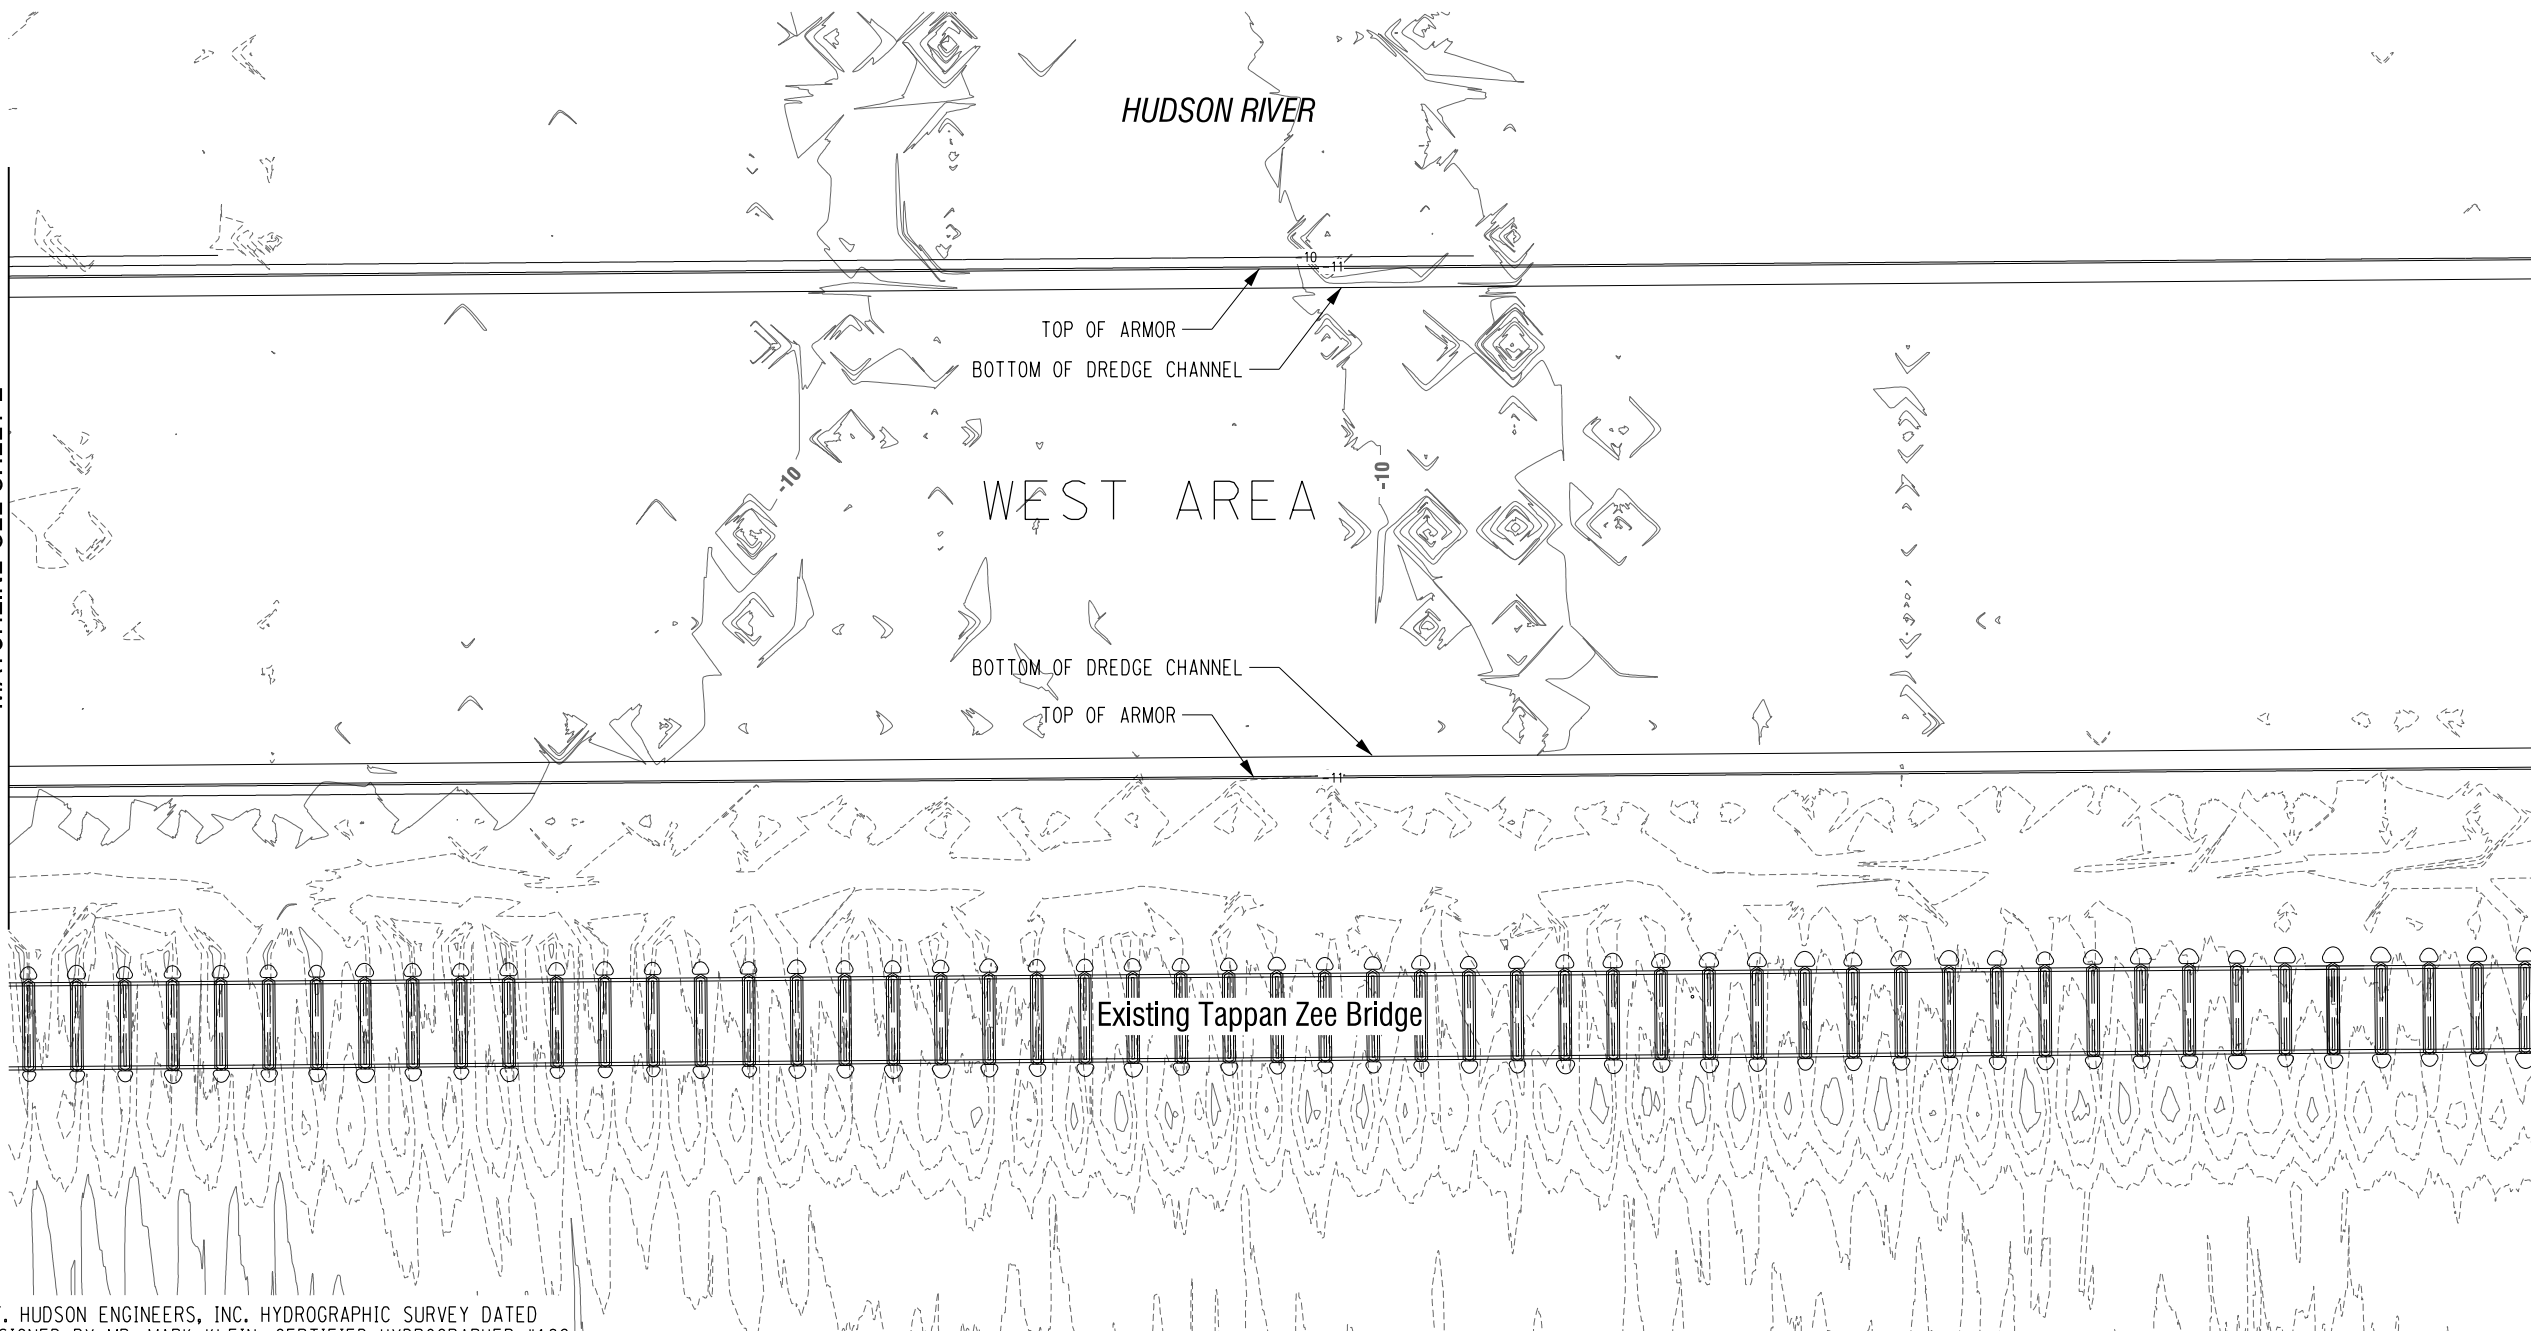 HUDSON RIVER
-10
-11
TOP OF ARMOR
BOTTOM OF DREDGE CHANNEL
-10
-10
WEST AREA
BOTTOM OF DREDGE CHANNEL
TOP OF ARMOR
-11
Existing Tappan Zee Bridge
HUDSON ENGINEERS, INC. HYDROGRAPHIC SURVEY DATED